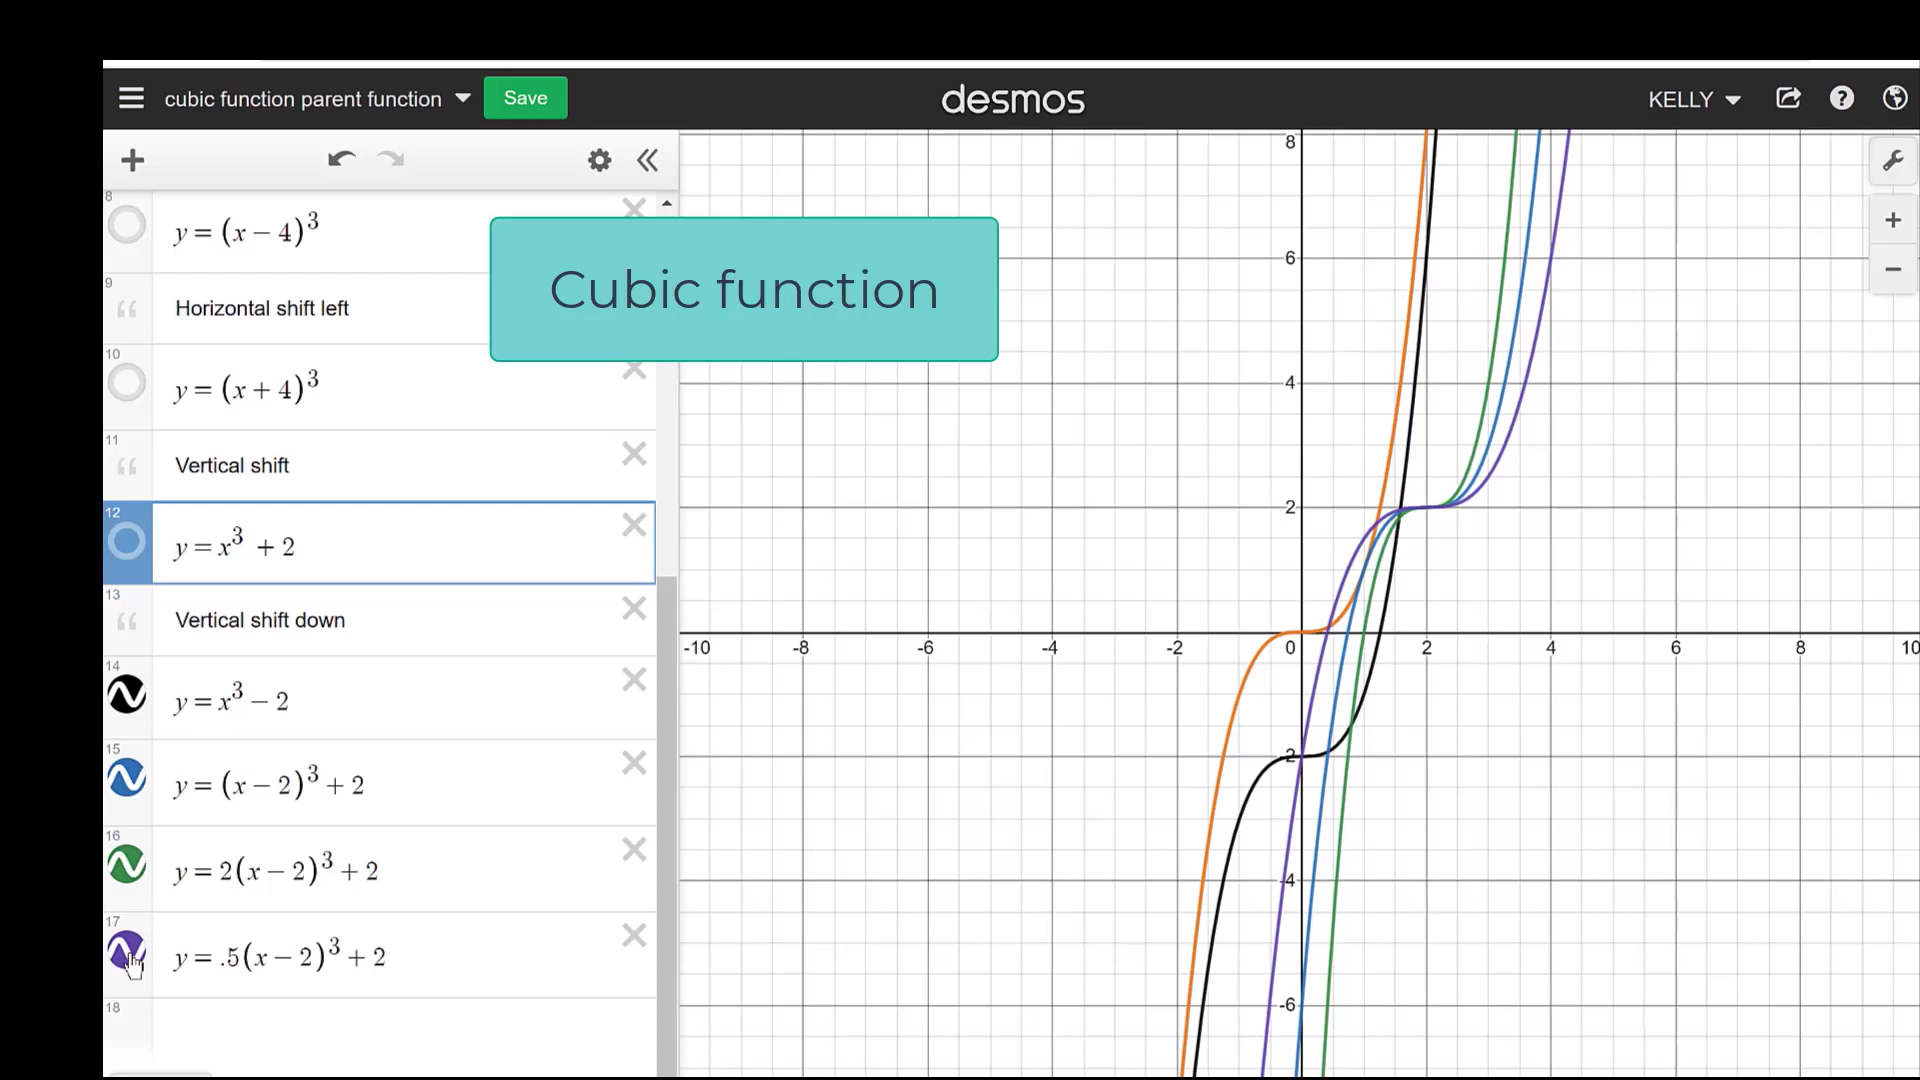 cubic function parent function
Save
desmos
KELLY
8
y = (x − 4)³
9
Horizontal shift left
Cubic function
10
y = (x + 4)³
11
Vertical shift
12
y = x³ + 2
13
Vertical shift down
14
y = x³ − 2
15
y = (x − 2)³ + 2
16
y = 2(x − 2)³ + 2
17
y = .5(x − 2)³ + 2
18
8
6
4
2
-10 -8 -6 -4 -2 0 2 4 6 8 10
-2
-4
-6